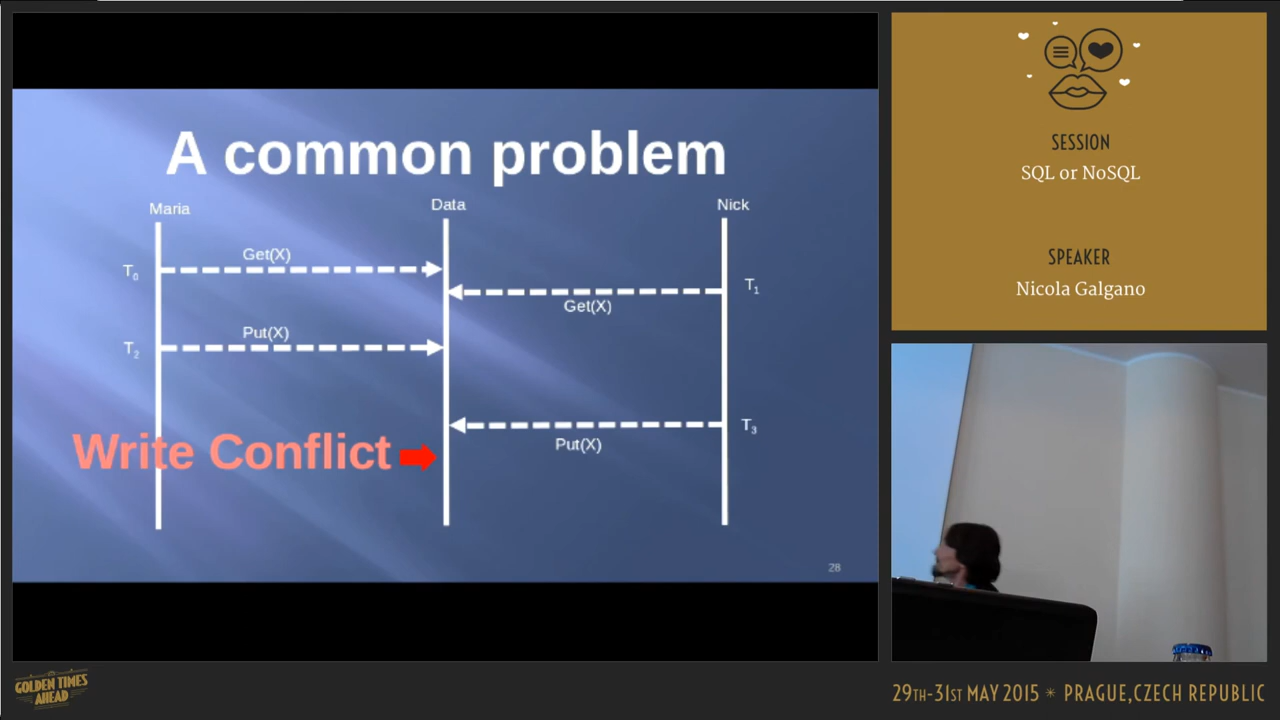 A common problem
Maria
Data
Nick
T0
Get(X)
T1
Get(X)
T2
Put(X)
T3
Put(X)
Write Conflict
28
SESSION
SQL or NoSQL
SPEAKER
Nicola Galgano
GOLDEN TIMES
AHEAD
29TH-31ST MAY 2015 * PRAGUE,CZECH REPUBLIC